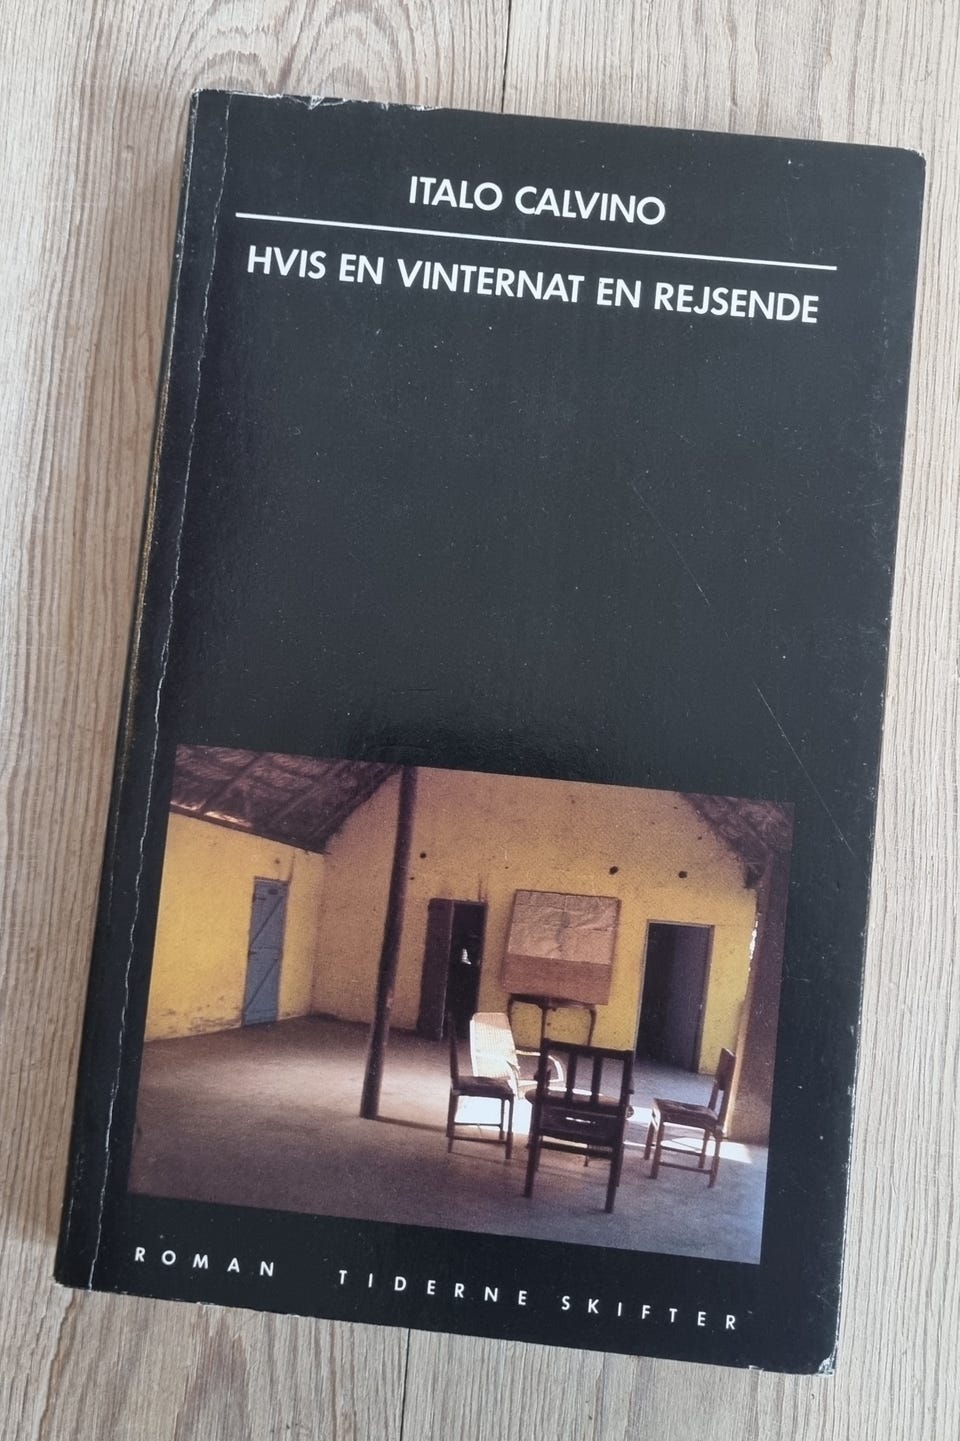 ITALO CALVINO
HVIS EN VINTERNAT EN REJSENDE
ROMAN TIDERNE SKIFTER